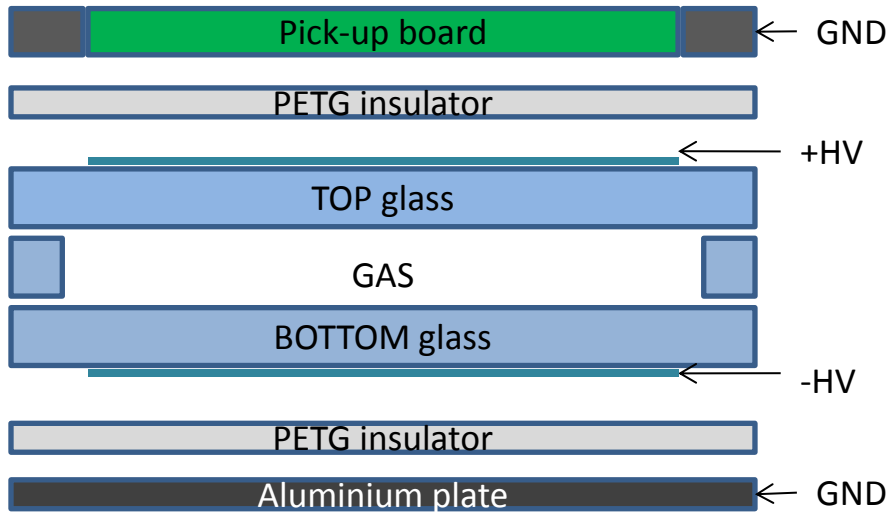 Pick-up board
GND
PETG insulator
+HV
TOP glass
GAS
BOTTOM glass
-HV
PETG insulator
Aluminium plate
GND